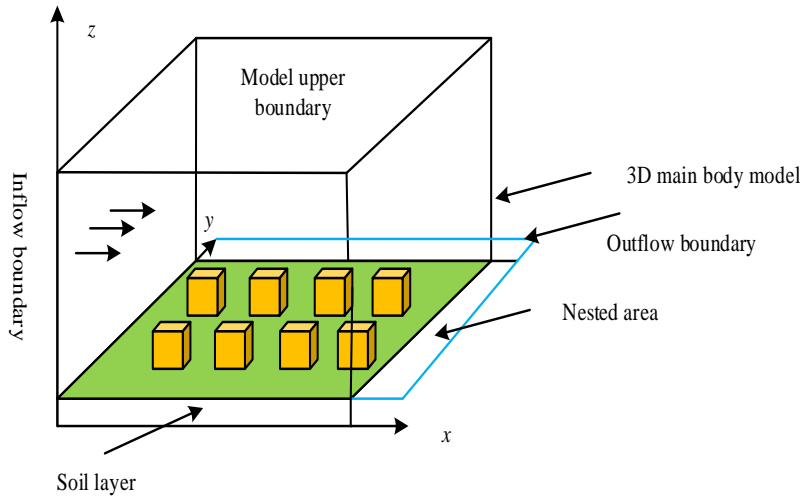 z
Model upper
boundary
Inflow boundary
3D main body model
y
Outflow boundary
Nested area
x
Soil layer